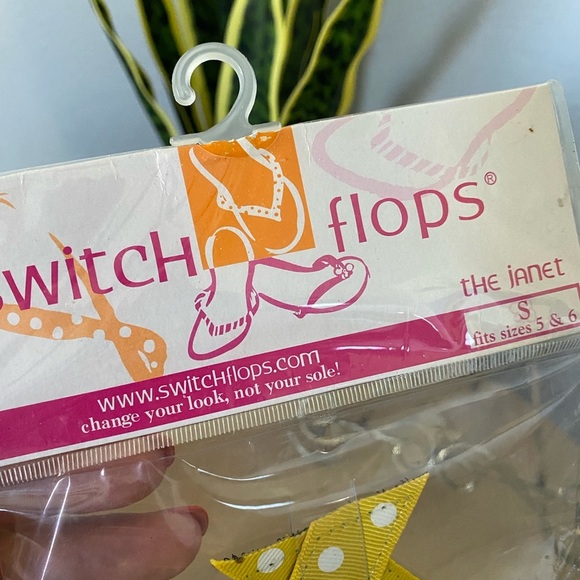 switch flops®
the janet
S
fits sizes 5 & 6
www.switchflops.com
change your look, not your sole!